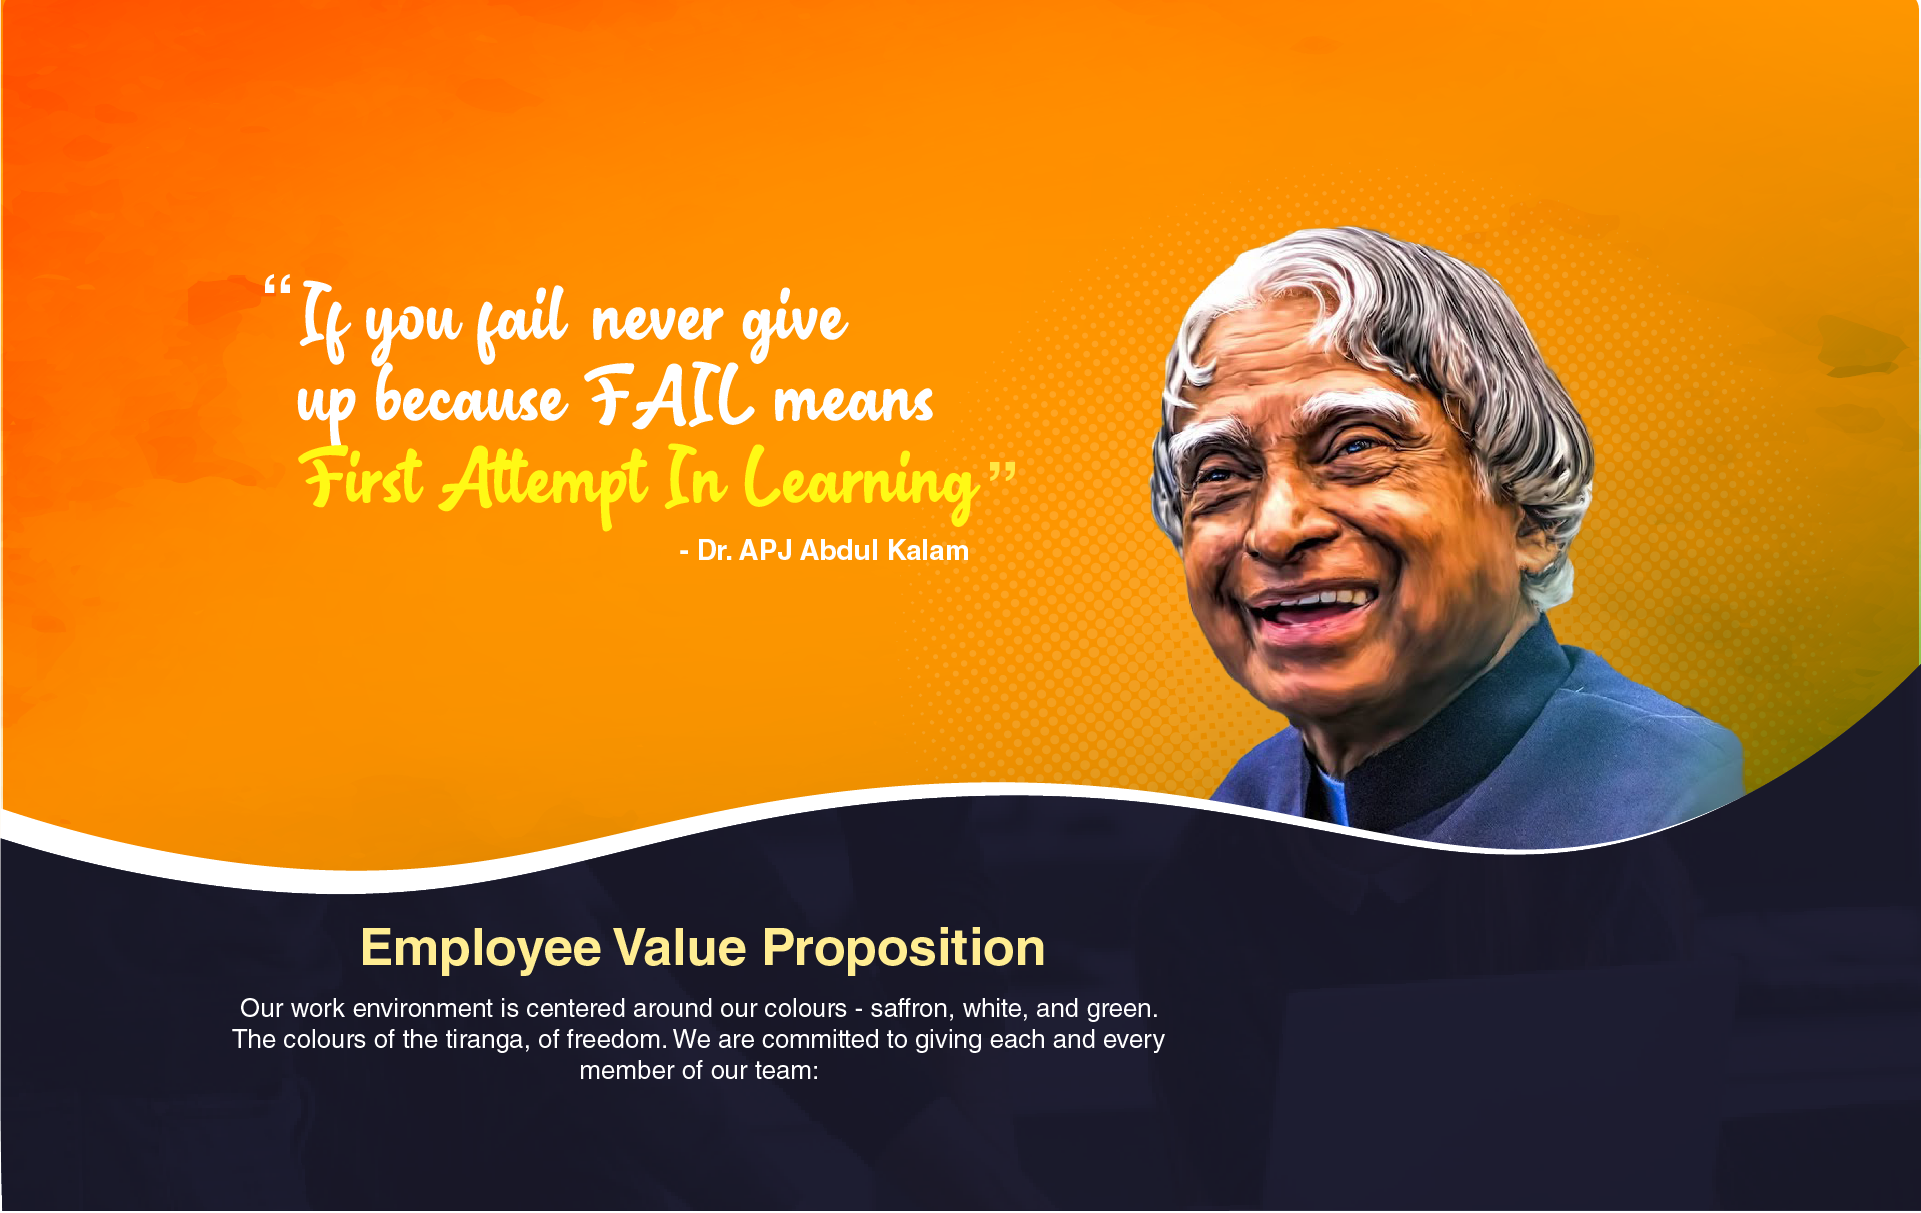 “If you fail never give
up because FAIL means
First Attempt In Learning”
- Dr. APJ Abdul Kalam
Employee Value Proposition
Our work environment is centered around our colours - saffron, white, and green.
The colours of the tiranga, of freedom. We are committed to giving each and every
member of our team: